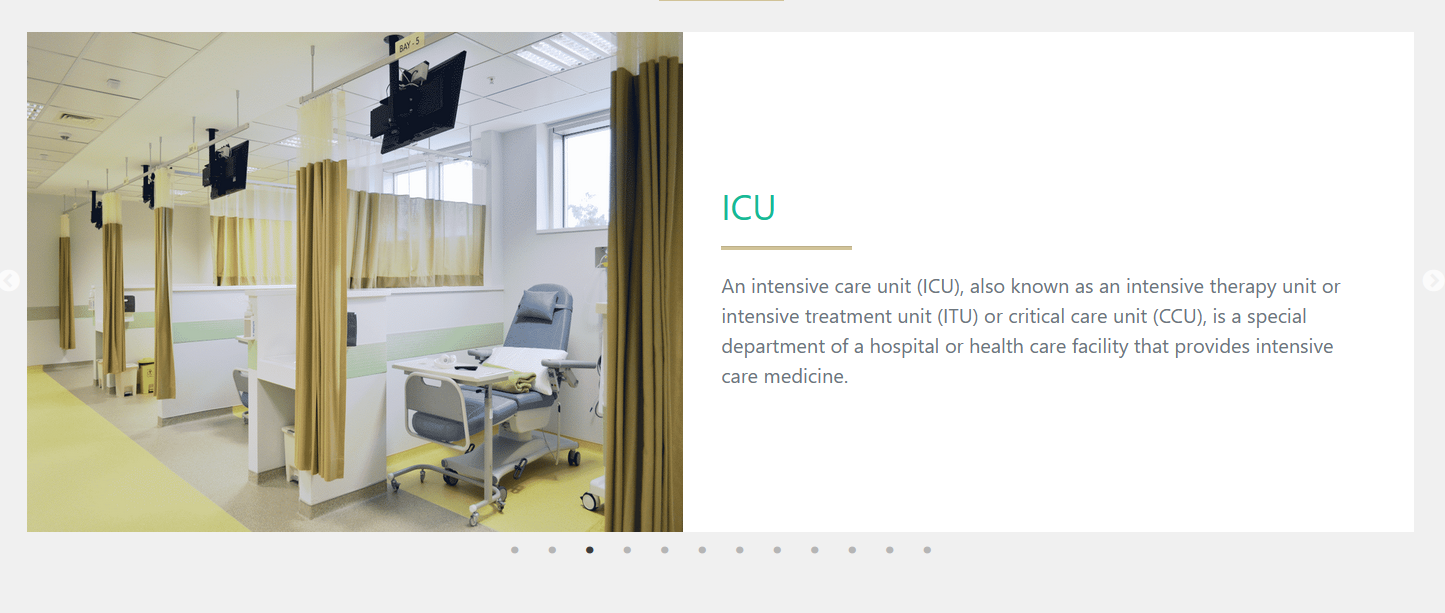 BAY - 5
ICU
An intensive care unit (ICU), also known as an intensive therapy unit or
intensive treatment unit (ITU) or critical care unit (CCU), is a special
department of a hospital or health care facility that provides intensive
care medicine.